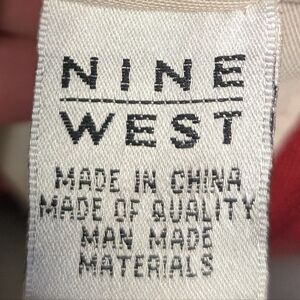 NINE
WEST
MADE IN CHINA
MADE OF QUALITY
MAN MADE
MATERIALS